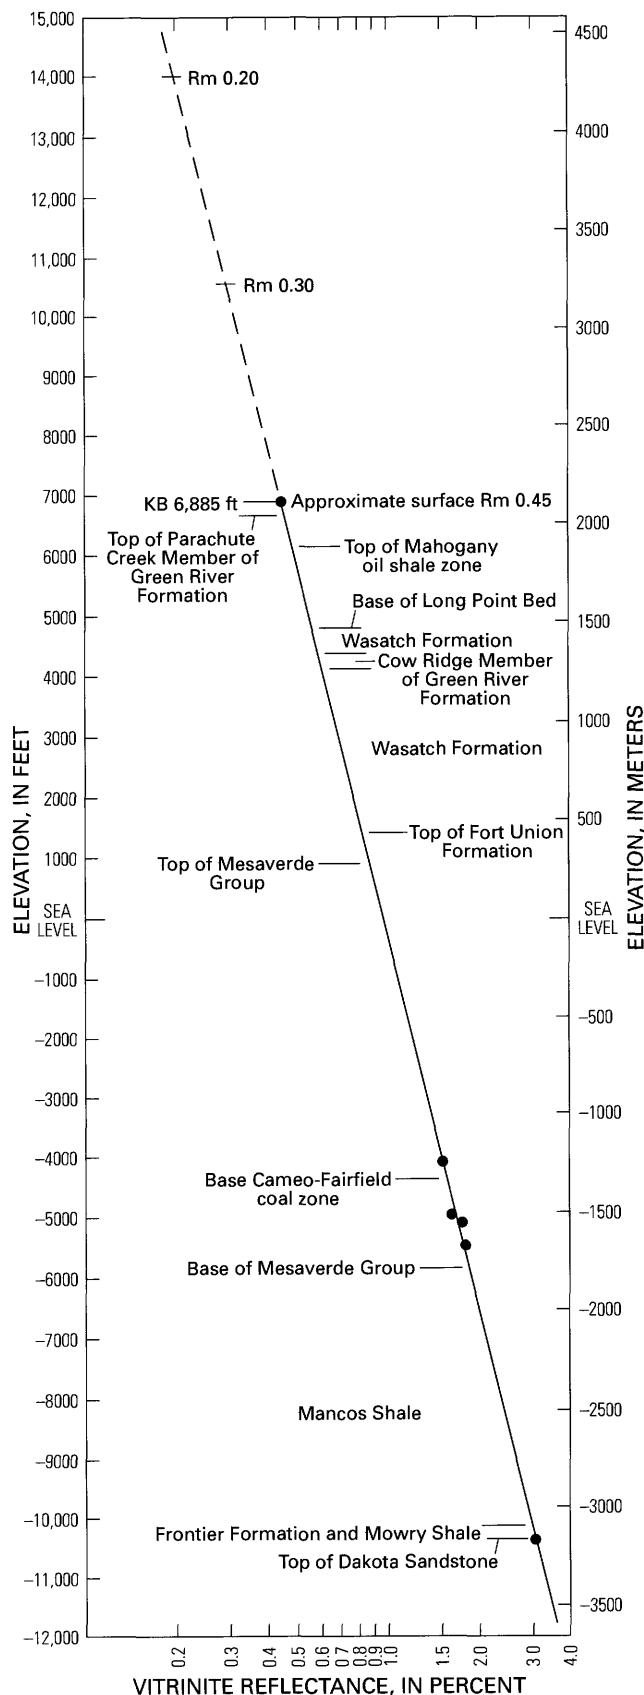 15,000
14,000
13,000
12,000
11,000
10,000
9000
8000
7000
6000
5000
4000
3000
2000
1000
SEA
LEVEL
–1000
–2000
–3000
–4000
–5000
–6000
–7000
–8000
–9000
–10,000
–11,000
–12,000
ELEVATION, IN FEET
Rm 0.20
Rm 0.30
KB 6,885 ft
Approximate surface Rm 0.45
Top of Parachute
Creek Member of
Green River
Formation
Top of Mahogany
oil shale zone
Base of Long Point Bed
Wasatch Formation
Cow Ridge Member
of Green River
Formation
Wasatch Formation
Top of Fort Union
Formation
Top of Mesaverde
Group
Base Cameo-Fairfield
coal zone
Base of Mesaverde Group
Mancos Shale
Frontier Formation and Mowry Shale
Top of Dakota Sandstone
4500
4000
3500
3000
2500
2000
1500
1000
500
SEA
LEVEL
–500
–1000
–1500
–2000
–2500
–3000
–3500
ELEVATION, IN METERS
0.2
0.3
0.4
0.5
0.6
0.7
0.8
0.9
1.0
1.5
2.0
3.0
4.0
VITRINITE REFLECTANCE, IN PERCENT